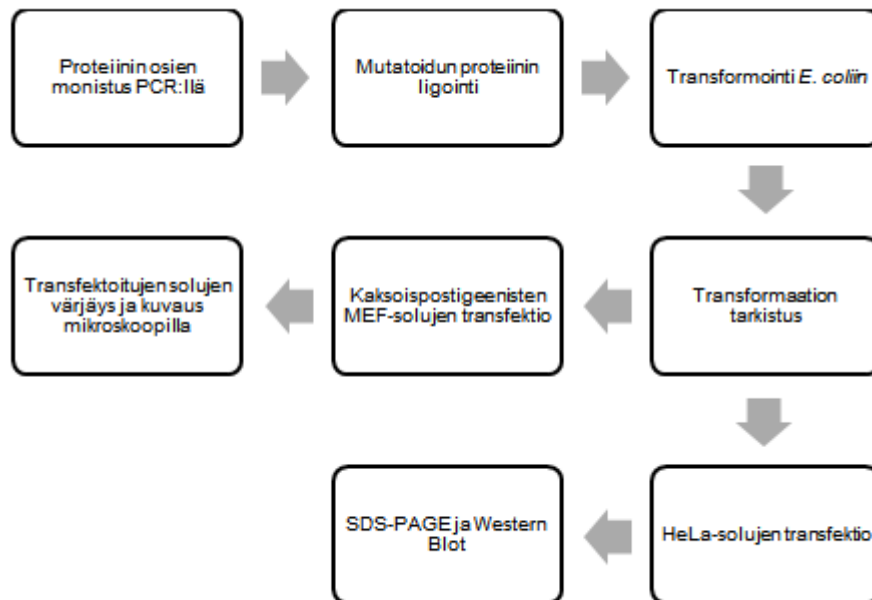 Proteiinin osien
monistus PCR:llä
Mutatoidun proteiinin
ligointi
Transformointi E. coliin
Transformaation
tarkistus
Kaksoispostigeenisten
MEF-solujen transfektio
Transfektoitujen solujen
värjäys ja kuvaus
mikroskoopilla
HeLa-solujen transfektio
SDS-PAGE ja Western
Blot